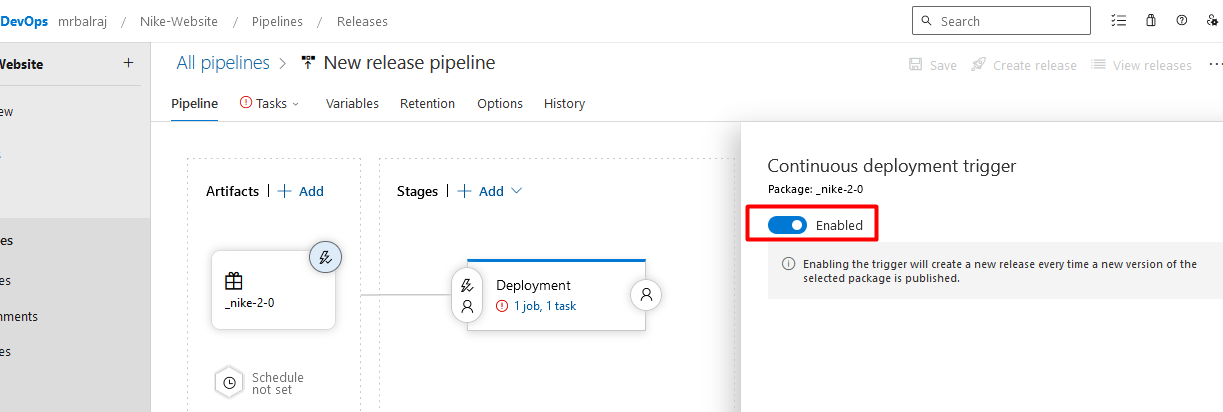 DevOps mrbalraj / Nike-Website / Pipelines / Releases Search
Website +
All pipelines > New release pipeline
Save Create release View releases ...
Pipeline Tasks Variables Retention Options History
ew
Artifacts | + Add
Stages | + Add
Continuous deployment trigger
Package: _nike-2-0
Enabled
Enabling the trigger will create a new release every time a new version of the
selected package is published.
es
es
nments
es
_nike-2-0
Deployment
1 job, 1 task
Schedule
not set